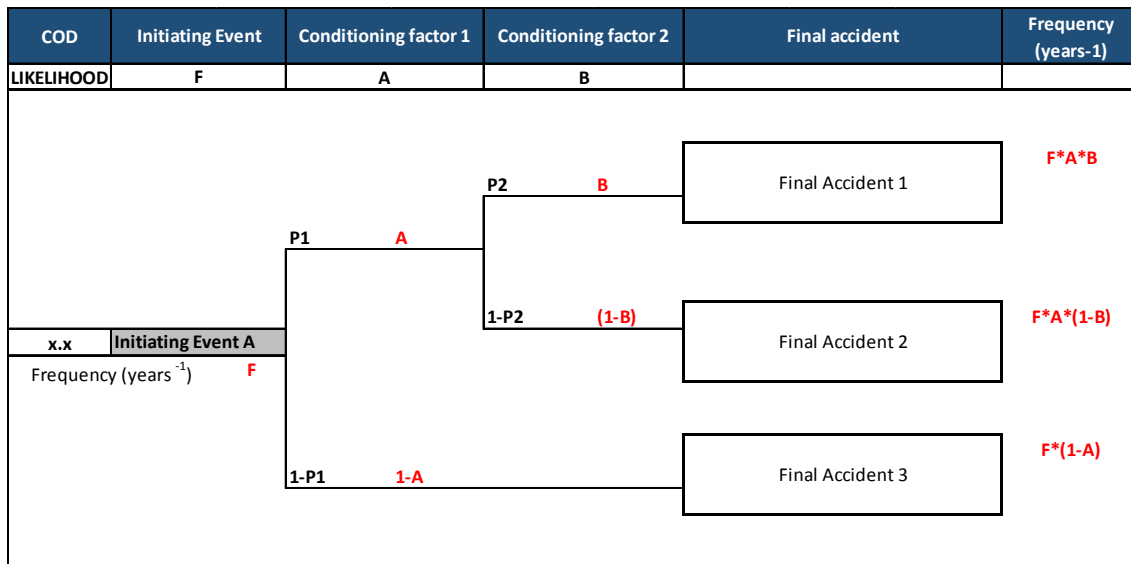 COD Initiating Event Conditioning factor 1 Conditioning factor 2 Final accident Frequency
(years-1)
LIKELIHOOD F A B
F*A*B
Final Accident 1
P2 B
P1 A
1-P2 (1-B)
F*A*(1-B)
Final Accident 2
x.x Initiating Event A
Frequency (years -1) F
F*(1-A)
1-P1 1-A
Final Accident 3